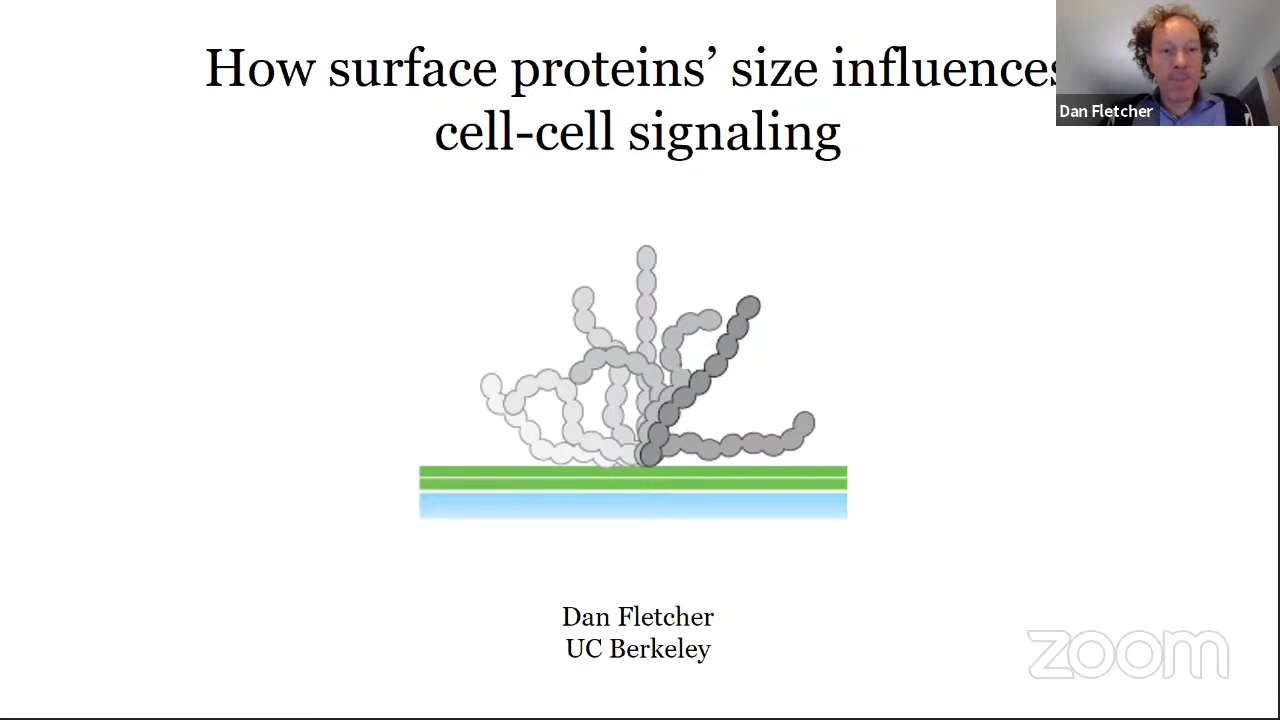 How surface proteins’ size influences
cell-cell signaling
Dan Fletcher
Dan Fletcher
UC Berkeley
zoom